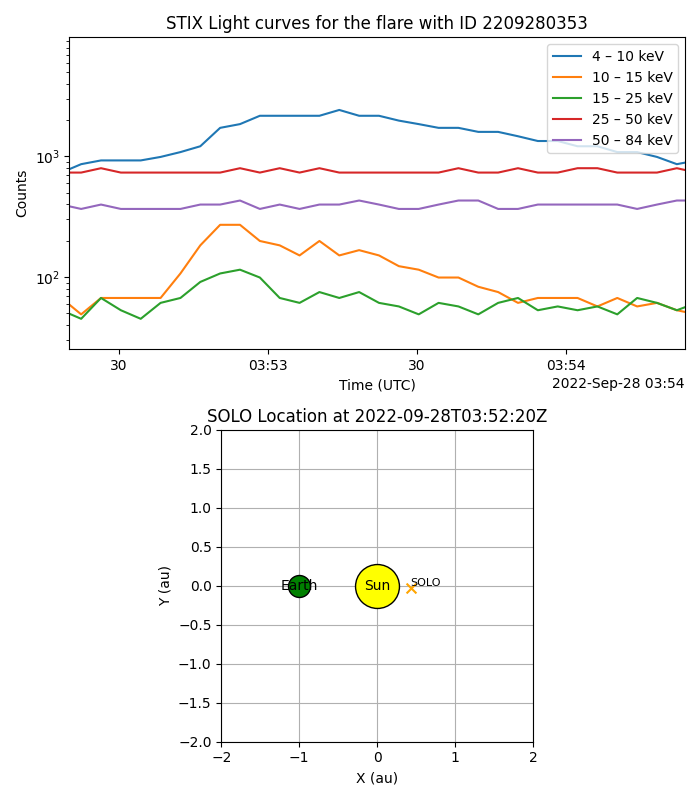 STIX Light curves for the flare with ID 2209280353
4 – 10 keV
10 – 15 keV
15 – 25 keV
25 – 50 keV
50 – 84 keV
10³
10²
Counts
30
03:53
30
03:54
Time (UTC)
2022-Sep-28 03:54
SOLO Location at 2022-09-28T03:52:20Z
2.0
1.5
1.0
0.5
0.0
−0.5
−1.0
−1.5
−2.0
Y (au)
Earth
Sun
SOLO
−2
−1
0
1
2
X (au)